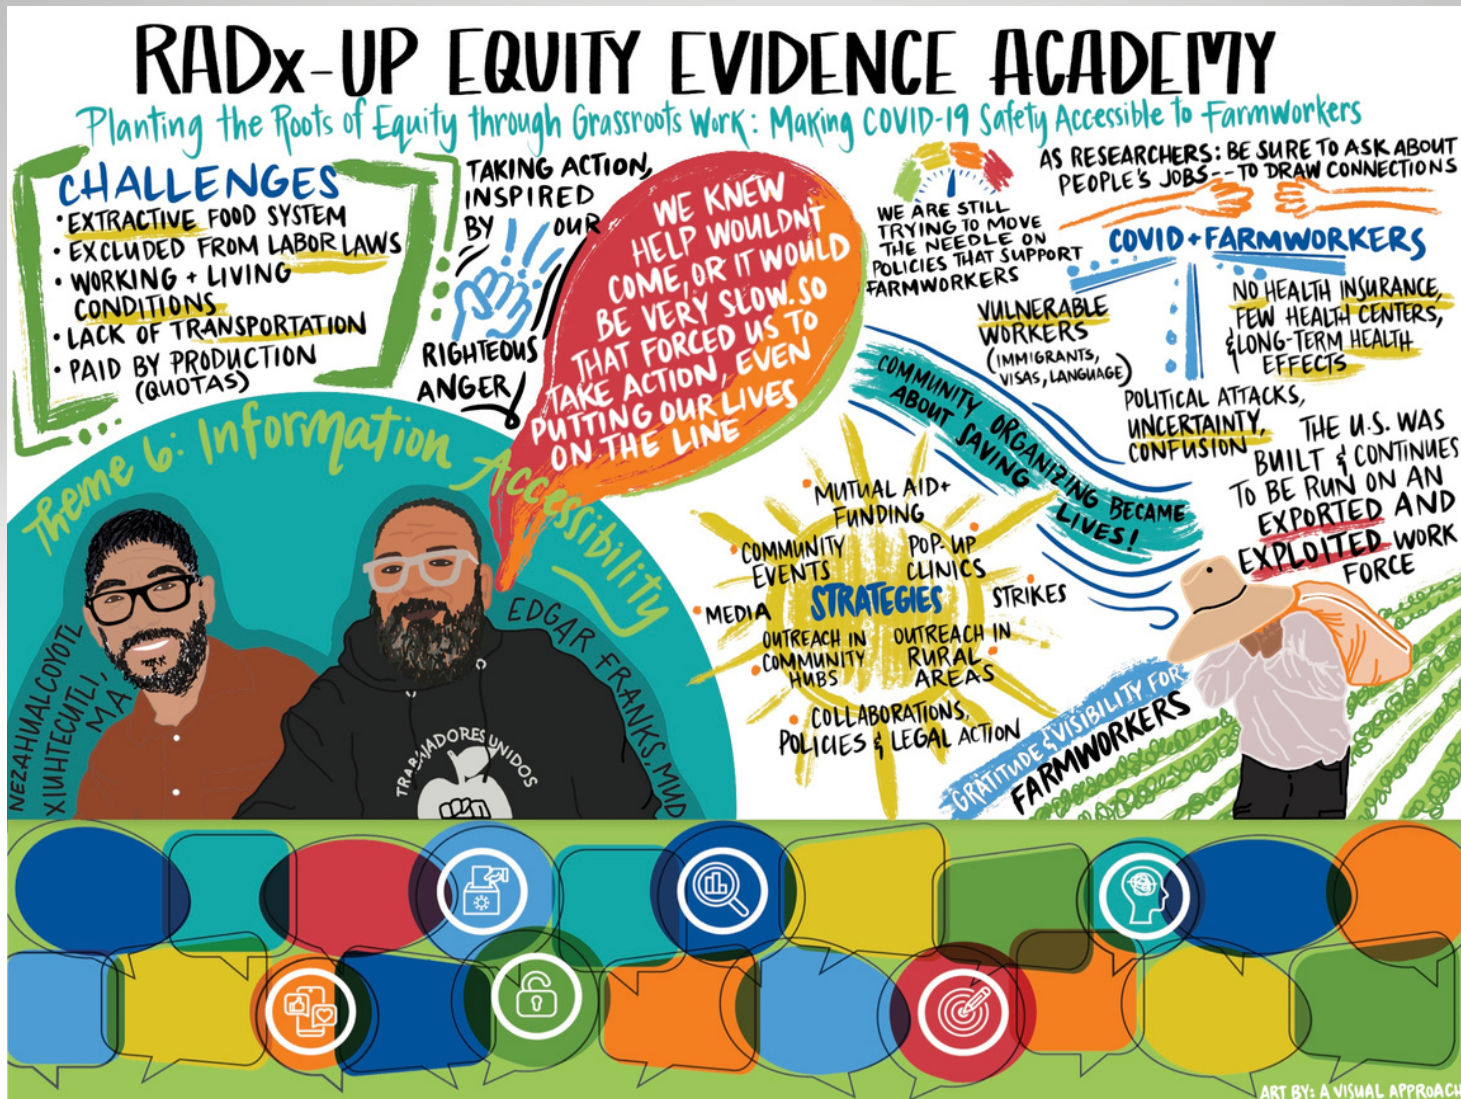 RADx-UP EQUITY EVIDENCE ACADEMY
Planting the Roots of Equity through Grassroots Work: Making COVID-19 Safety Accessible to Farmworkers
CHALLENGES
• EXTRACTIVE FOOD SYSTEM
• EXCLUDED FROM LABOR LAWS
• WORKING + LIVING
CONDITIONS
• LACK OF TRANSPORTATION
• PAID BY PRODUCTION
(QUOTAS)
TAKING ACTION,
INSPIRED
BY OUR
RIGHTEOUS
ANGER!
WE KNEW
HELP WOULDN'T
COME, OR IT WOULD
BE VERY SLOW. SO
THAT FORCED US TO
TAKE ACTION, EVEN
PUTTING OUR LIVES
ON THE LINE
WE ARE STILL
TRYING TO MOVE
THE NEEDLE ON
POLICIES THAT SUPPORT
FARMWORKERS
AS RESEARCHERS: BE SURE TO ASK ABOUT
PEOPLE'S JOBS -- TO DRAW CONNECTIONS
COVID + FARMWORKERS
VULNERABLE
WORKERS
(IMMIGRANTS,
VISAS, LANGUAGE)
NO HEALTH INSURANCE,
FEW HEALTH CENTERS,
& LONG-TERM HEALTH
EFFECTS
POLITICAL ATTACKS,
UNCERTAINTY,
CONFUSION
THE U.S. WAS
BUILT & CONTINUES
TO BE RUN ON AN
EXPORTED AND
EXPLOITED WORK
FORCE
COMMUNITY ORGANIZING BECAME
ABOUT SAVING LIVES!
Theme 6: Information Accessibility
NEZAHUALCOYOTL
XIUHTECUTLI,
MA
EDGAR FRANKS, MUD
TRABAJADORES UNIDOS
STRATEGIES
• MUTUAL AID +
FUNDING
• COMMUNITY
EVENTS
• POP-UP
CLINICS
• MEDIA
• STRIKES
OUTREACH IN
• COMMUNITY
HUBS
OUTREACH IN
RURAL
AREAS
• COLLABORATIONS,
POLICIES & LEGAL ACTION
GRATITUDE & VISIBILITY FOR
FARMWORKERS
ART BY: A VISUAL APPROACH